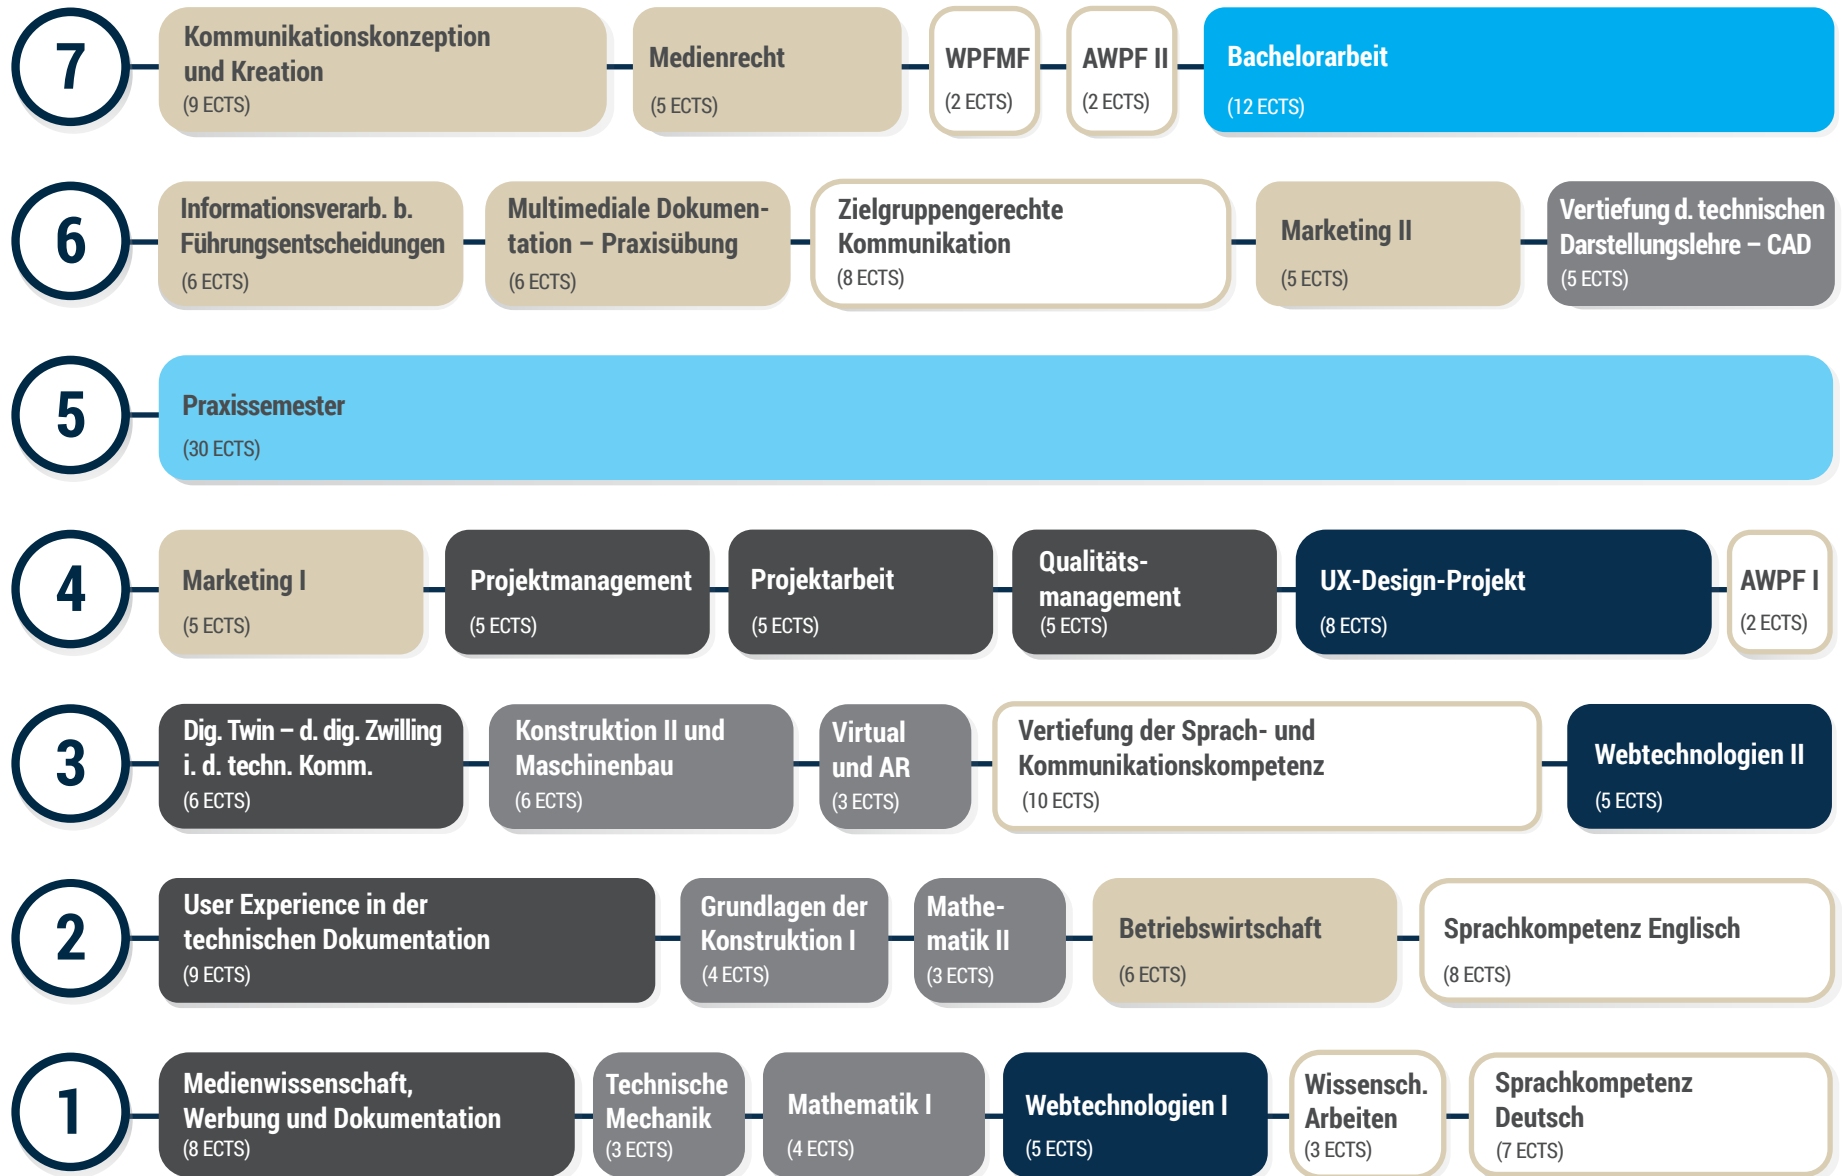 7
Kommunikationskonzeption
und Kreation
(9 ECTS)
Medienrecht
(5 ECTS)
WPFMF
(2 ECTS)
AWPF II
(2 ECTS)
Bachelorarbeit
(12 ECTS)
6
Informationsverarb. b.
Führungsentscheidungen
(6 ECTS)
Multimediale Dokumen-
tation – Praxisübung
(6 ECTS)
Zielgruppengerechte
Kommunikation
(8 ECTS)
Marketing II
(5 ECTS)
Vertiefung d. technischen
Darstellungslehre – CAD
(5 ECTS)
5
Praxissemester
(30 ECTS)
4
Marketing I
(5 ECTS)
Projektmanagement
(5 ECTS)
Projektarbeit
(5 ECTS)
Qualitäts-
management
(5 ECTS)
UX-Design-Projekt
(8 ECTS)
AWPF I
(2 ECTS)
3
Dig. Twin – d. dig. Zwilling
i. d. techn. Komm.
(6 ECTS)
Konstruktion II und
Maschinenbau
(6 ECTS)
Virtual
und AR
(3 ECTS)
Vertiefung der Sprach- und
Kommunikationskompetenz
(10 ECTS)
Webtechnologien II
(5 ECTS)
2
User Experience in der
technischen Dokumentation
(9 ECTS)
Grundlagen der
Konstruktion I
(4 ECTS)
Mathe-
matik II
(3 ECTS)
Betriebswirtschaft
(6 ECTS)
Sprachkompetenz Englisch
(8 ECTS)
1
Medienwissenschaft,
Werbung und Dokumentation
(8 ECTS)
Technische
Mechanik
(3 ECTS)
Mathematik I
(4 ECTS)
Webtechnologien I
(5 ECTS)
Wissensch.
Arbeiten
(3 ECTS)
Sprachkompetenz
Deutsch
(7 ECTS)